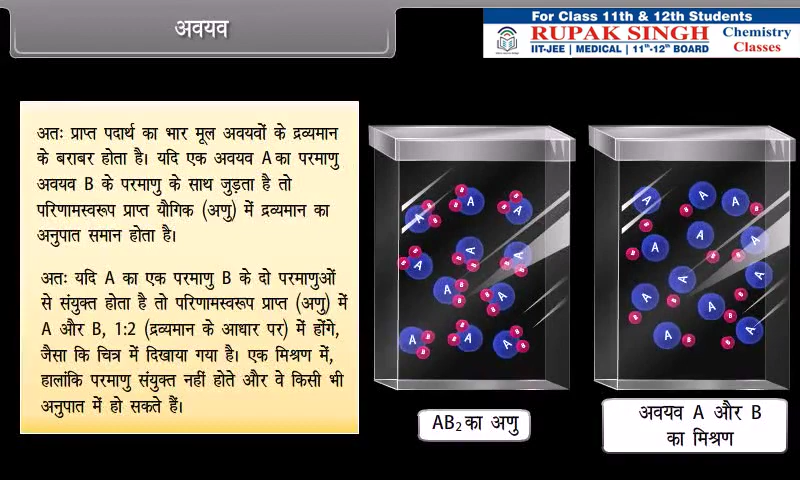 अवयव
For Class 11th & 12th Students
RUPAK SINGH
Chemistry Classes
IIT-JEE | MEDICAL | 11th-12th BOARD
अतः प्राप्त पदार्थ का भार मूल अवयवों के द्रव्यमान
के बराबर होता है। यदि एक अवयव A का परमाणु
अवयव B के परमाणु के साथ जुड़ता है तो
परिणामस्वरूप प्राप्त यौगिक (अणु) में द्रव्यमान का
अनुपात समान होता है।
अतः यदि A का एक परमाणु B के दो परमाणुओं
से संयुक्त होता है तो परिणामस्वरूप प्राप्त (अणु) में
A और B, 1:2 (द्रव्यमान के आधार पर) में होंगे,
जैसा कि चित्र में दिखाया गया है। एक मिश्रण में,
हालांकि परमाणु संयुक्त नहीं होते और वे किसी भी
अनुपात में हो सकते हैं।
AB₂ का अणु
अवयव A और B
का मिश्रण